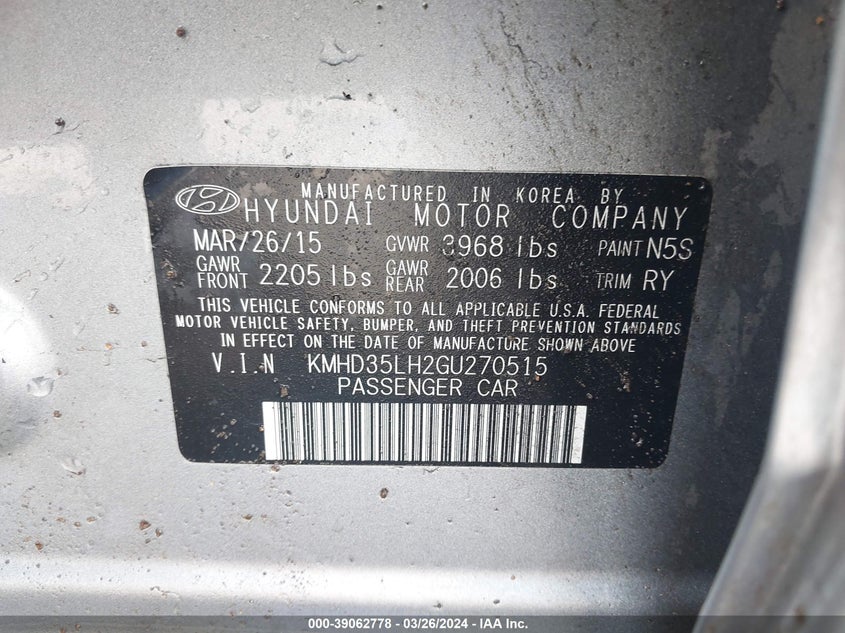 MANUFACTURED IN KOREA BY
HYUNDAI MOTOR COMPANY
MAR/26/15 GVWR 3968 lbs PAINT N5S
GAWR FRONT 2205 lbs GAWR REAR 2006 lbs TRIM RY
THIS VEHICLE CONFORMS TO ALL APPLICABLE U.S.A. FEDERAL
MOTOR VEHICLE SAFETY, BUMPER, AND THEFT PREVENTION STANDARDS
IN EFFECT ON THE DATE OF MANUFACTURE SHOWN ABOVE
V.I.N KMHD35LH2GU270515
PASSENGER CAR
000-39062778 - 03/26/2024 - IAA, Inc.